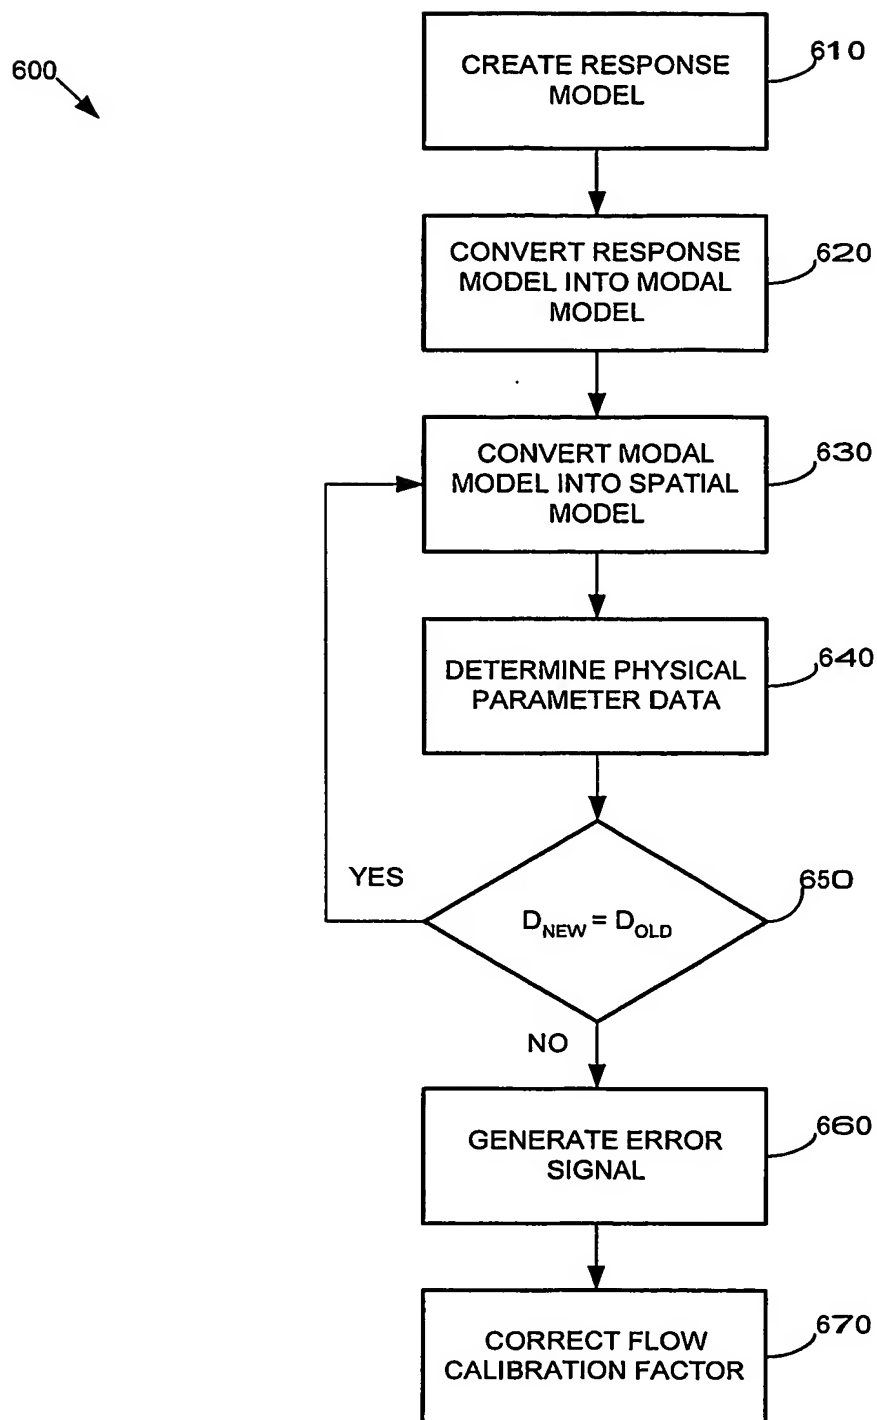 600
CREATE RESPONSE
MODEL
610
CONVERT RESPONSE
MODEL INTO MODAL
MODEL
620
CONVERT MODAL
MODEL INTO SPATIAL
MODEL
630
DETERMINE PHYSICAL
PARAMETER DATA
640
YES
D_NEW = D_OLD
650
NO
GENERATE ERROR
SIGNAL
660
CORRECT FLOW
CALIBRATION FACTOR
670